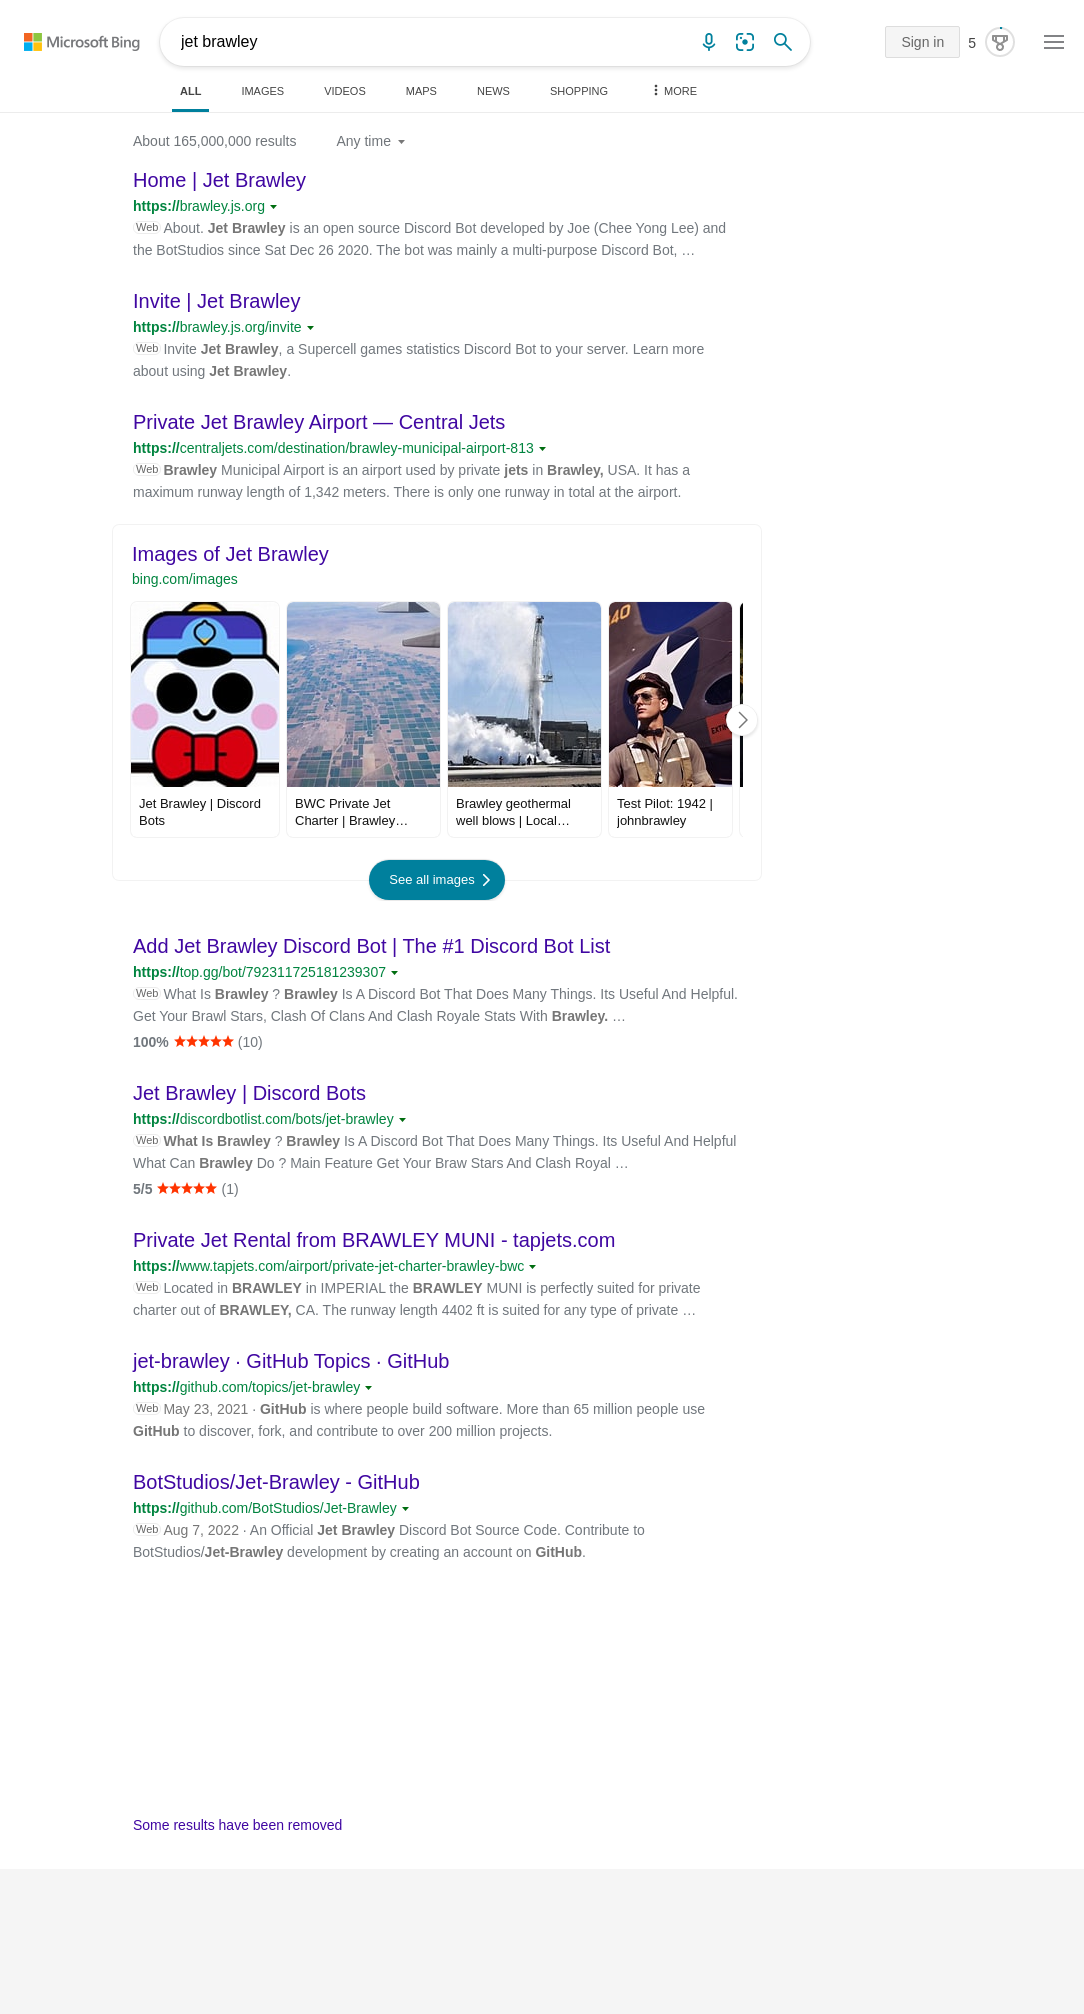 Microsoft Bing
jet brawley
Sign in
5
ALL
IMAGES
VIDEOS
MAPS
NEWS
SHOPPING
MORE
About 165,000,000 results
Any time
Home | Jet Brawley
https://brawley.js.org
Web About. Jet Brawley is an open source Discord Bot developed by Joe (Chee Yong Lee) and
the BotStudios since Sat Dec 26 2020. The bot was mainly a multi-purpose Discord Bot, …
Invite | Jet Brawley
https://brawley.js.org/invite
Web Invite Jet Brawley, a Supercell games statistics Discord Bot to your server. Learn more
about using Jet Brawley.
Private Jet Brawley Airport — Central Jets
https://centraljets.com/destination/brawley-municipal-airport-813
Web Brawley Municipal Airport is an airport used by private jets in Brawley, USA. It has a
maximum runway length of 1,342 meters. There is only one runway in total at the airport.
Images of Jet Brawley
bing.com/images
40
EXTIN
Jet Brawley | Discord
Bots
BWC Private Jet
Charter | Brawley…
Brawley geothermal
well blows | Local…
Test Pilot: 1942 |
johnbrawley
See all images
Add Jet Brawley Discord Bot | The #1 Discord Bot List
https://top.gg/bot/792311725181239307
Web What Is Brawley ? Brawley Is A Discord Bot That Does Many Things. Its Useful And Helpful.
Get Your Brawl Stars, Clash Of Clans And Clash Royale Stats With Brawley. …
100% ★★★★★ (10)
Jet Brawley | Discord Bots
https://discordbotlist.com/bots/jet-brawley
Web What Is Brawley ? Brawley Is A Discord Bot That Does Many Things. Its Useful And Helpful
What Can Brawley Do ? Main Feature Get Your Braw Stars And Clash Royal …
5/5 ★★★★★ (1)
Private Jet Rental from BRAWLEY MUNI - tapjets.com
https://www.tapjets.com/airport/private-jet-charter-brawley-bwc
Web Located in BRAWLEY in IMPERIAL the BRAWLEY MUNI is perfectly suited for private
charter out of BRAWLEY, CA. The runway length 4402 ft is suited for any type of private …
jet-brawley · GitHub Topics · GitHub
https://github.com/topics/jet-brawley
Web May 23, 2021 · GitHub is where people build software. More than 65 million people use
GitHub to discover, fork, and contribute to over 200 million projects.
BotStudios/Jet-Brawley - GitHub
https://github.com/BotStudios/Jet-Brawley
Web Aug 7, 2022 · An Official Jet Brawley Discord Bot Source Code. Contribute to
BotStudios/Jet-Brawley development by creating an account on GitHub.
Some results have been removed